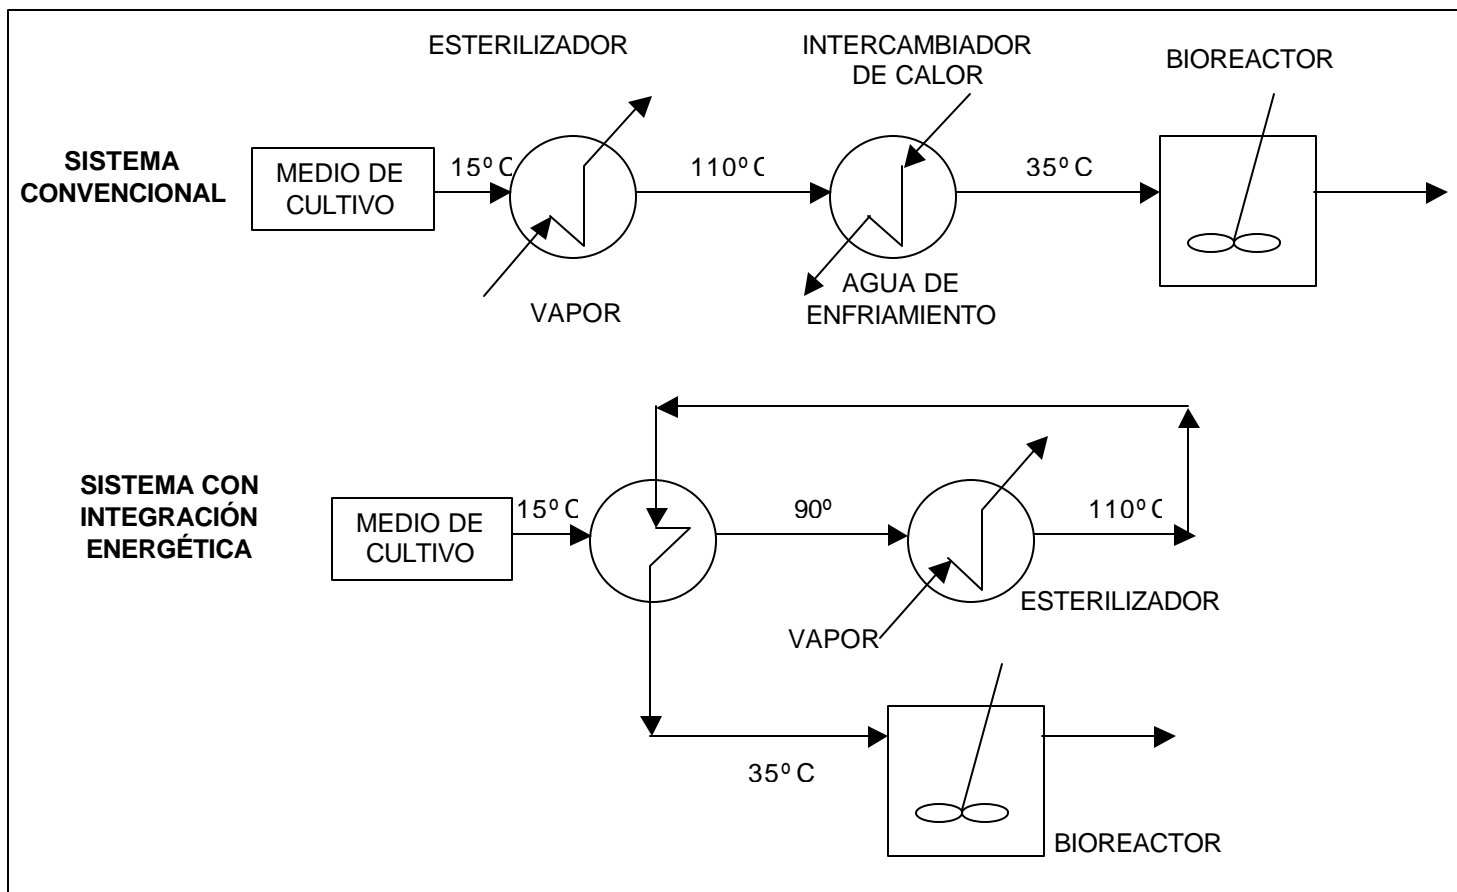 ESTERILIZADOR
INTERCAMBIADOR
DE CALOR
BIOREACTOR
SISTEMA
CONVENCIONAL
MEDIO DE
CULTIVO
15º C
110º C
35º C
VAPOR
AGUA DE
ENFRIAMIENTO
SISTEMA CON
INTEGRACIÓN
ENERGÉTICA
MEDIO DE
CULTIVO
15º C
90º
110º C
ESTERILIZADOR
VAPOR
35º C
BIOREACTOR